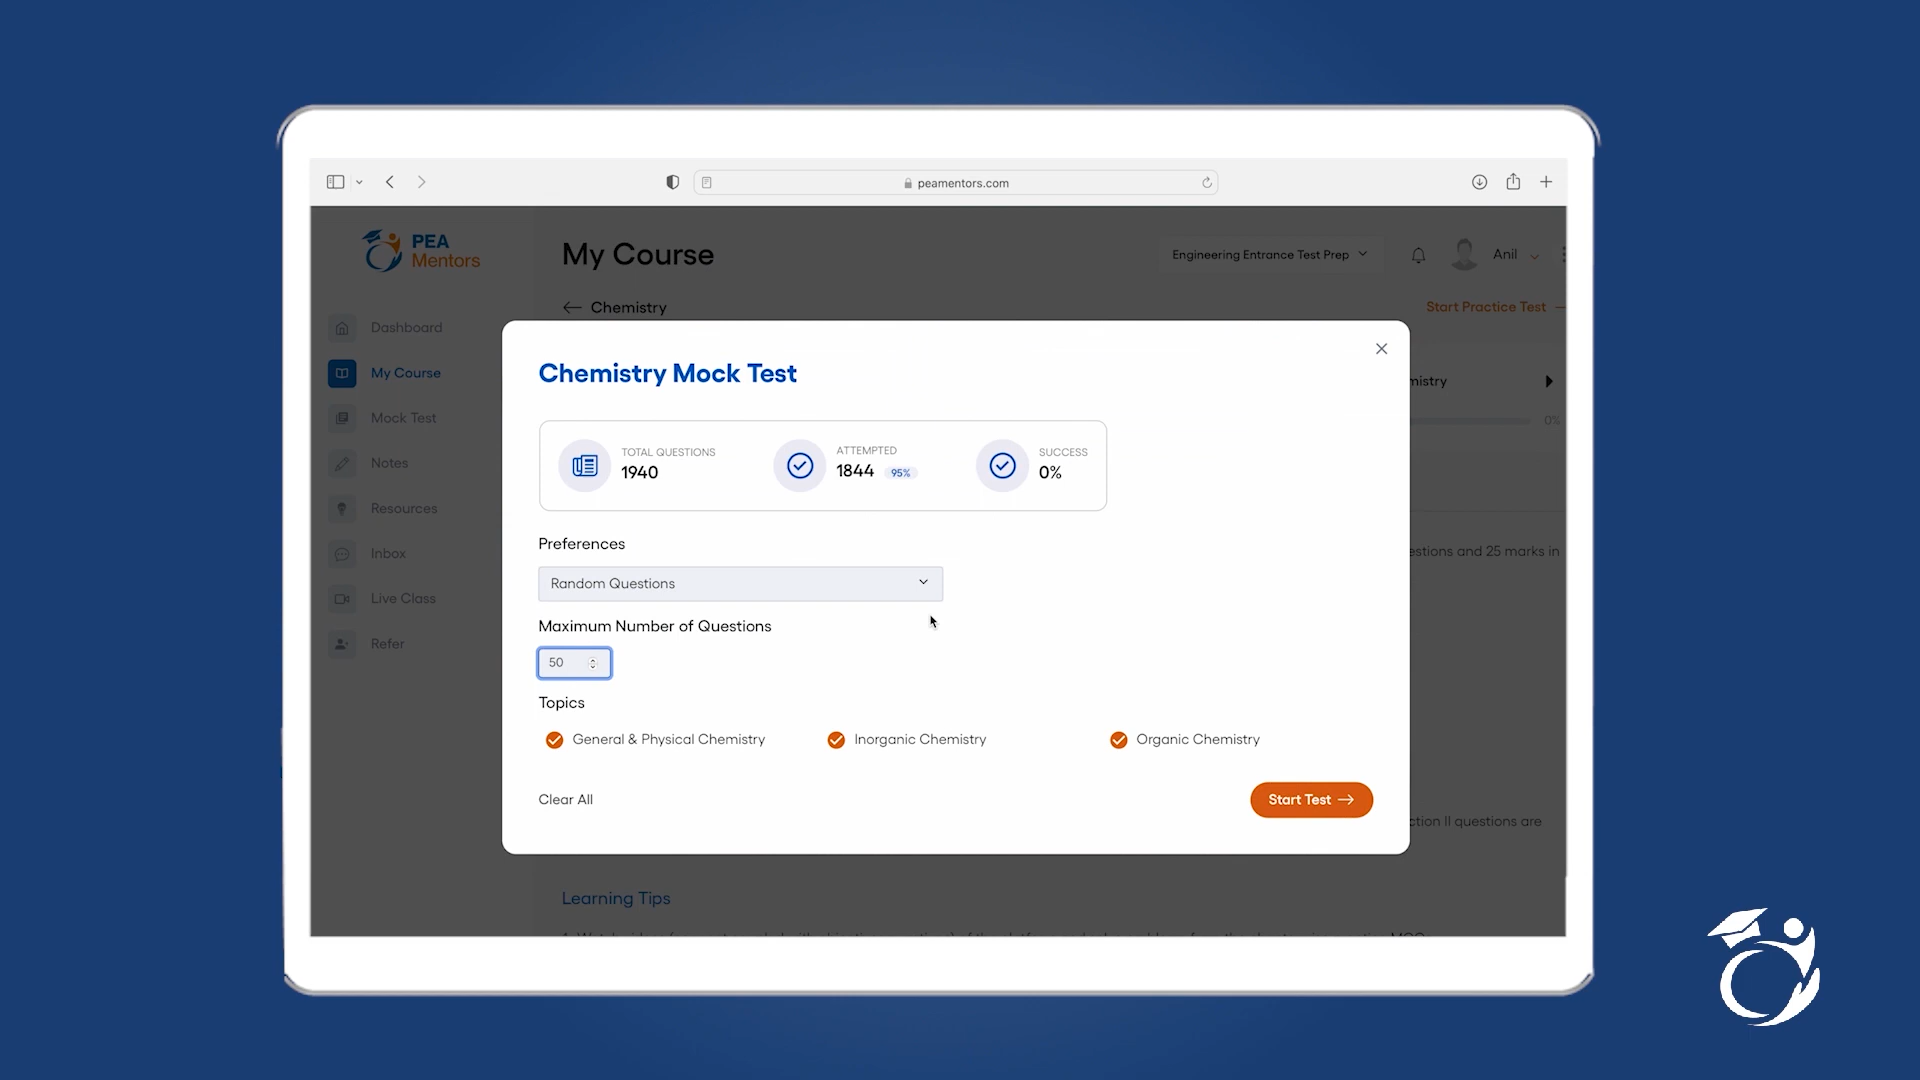 peamentors.com
PEA
Mentors
My Course
Engineering Entrance Test Prep
Anil
Chemistry
Start Practice Test
Dashboard
My Course
Mock Test
Notes
Resources
Inbox
Live Class
Refer
Chemistry Mock Test
TOTAL QUESTIONS
1940
ATTEMPTED
1844 95%
SUCCESS
0%
Preferences
Random Questions
Maximum Number of Questions
50
Topics
General & Physical Chemistry
Inorganic Chemistry
Organic Chemistry
Clear All
Start Test
mistry
0%
estions and 25 marks in
ction II questions are
Learning Tips